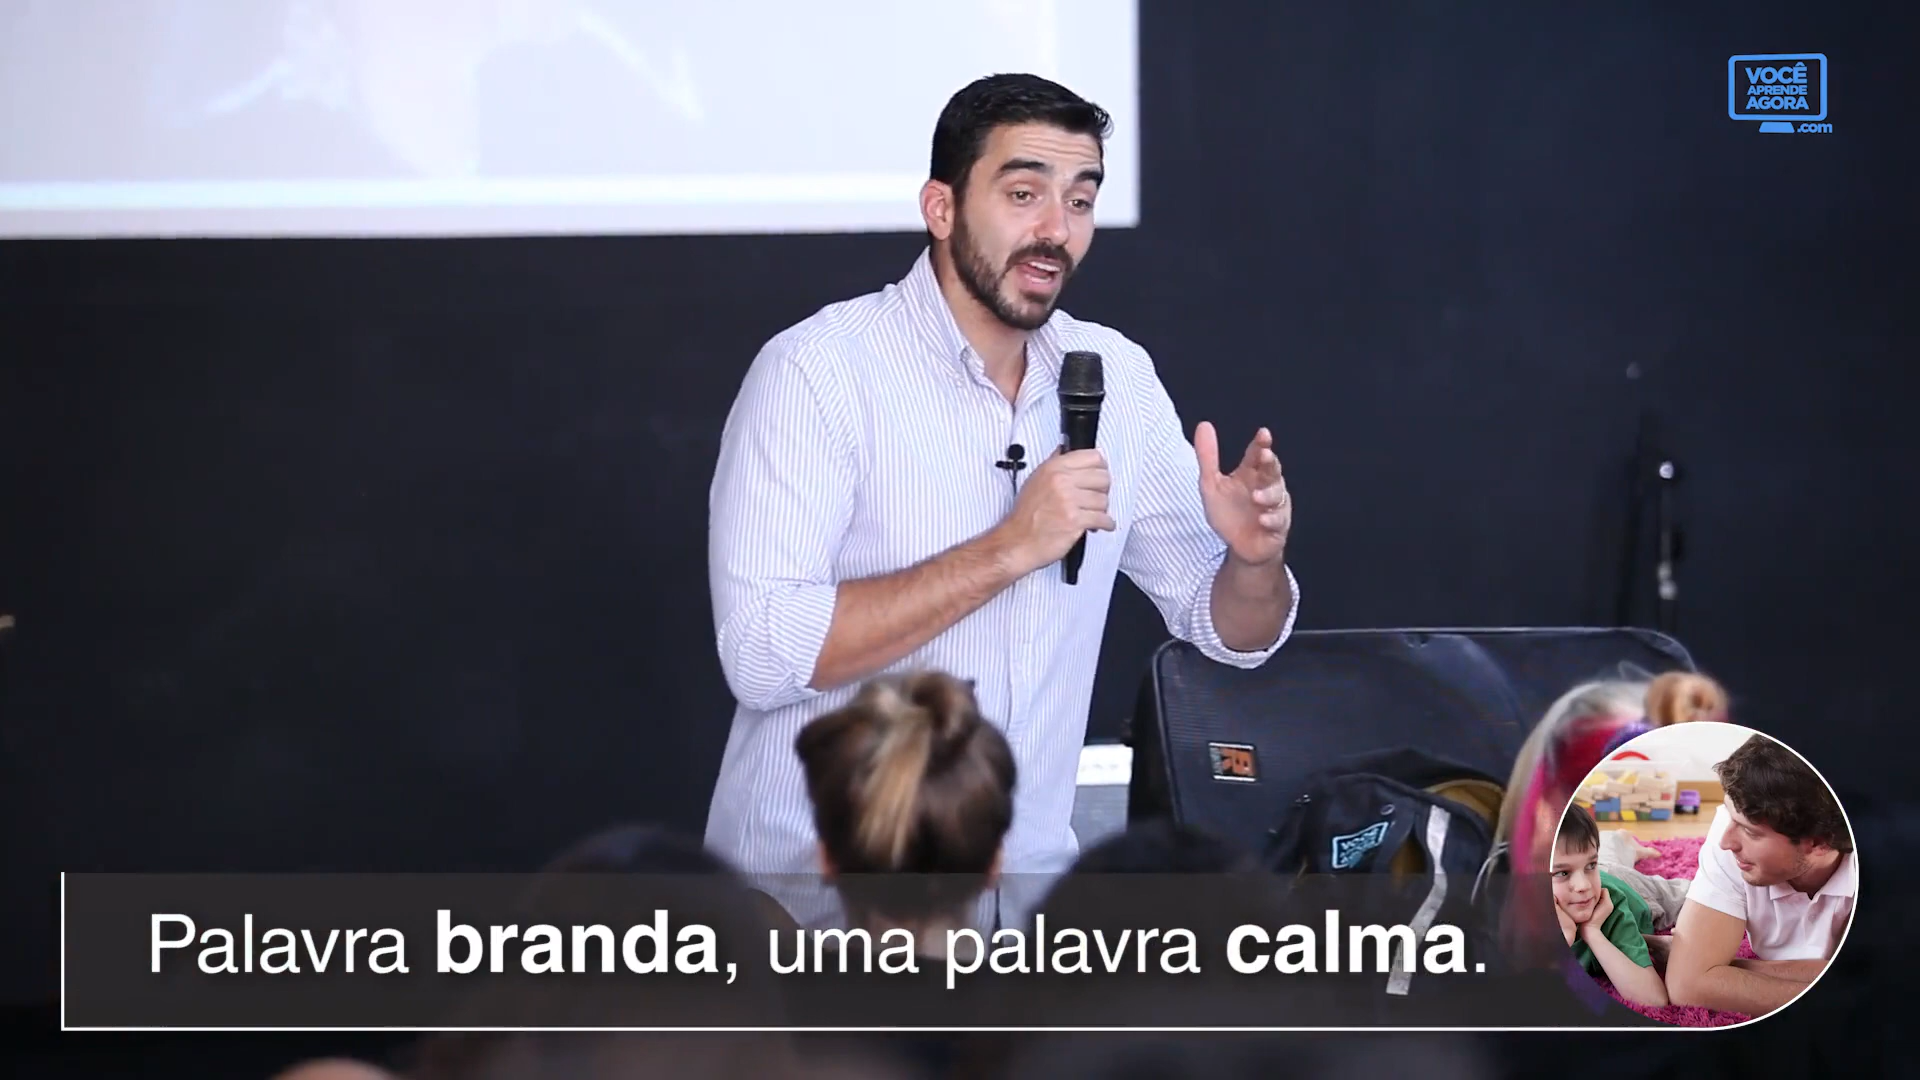 VOCÊ
APRENDE
AGORA
.com
Palavra branda, uma palavra calma.